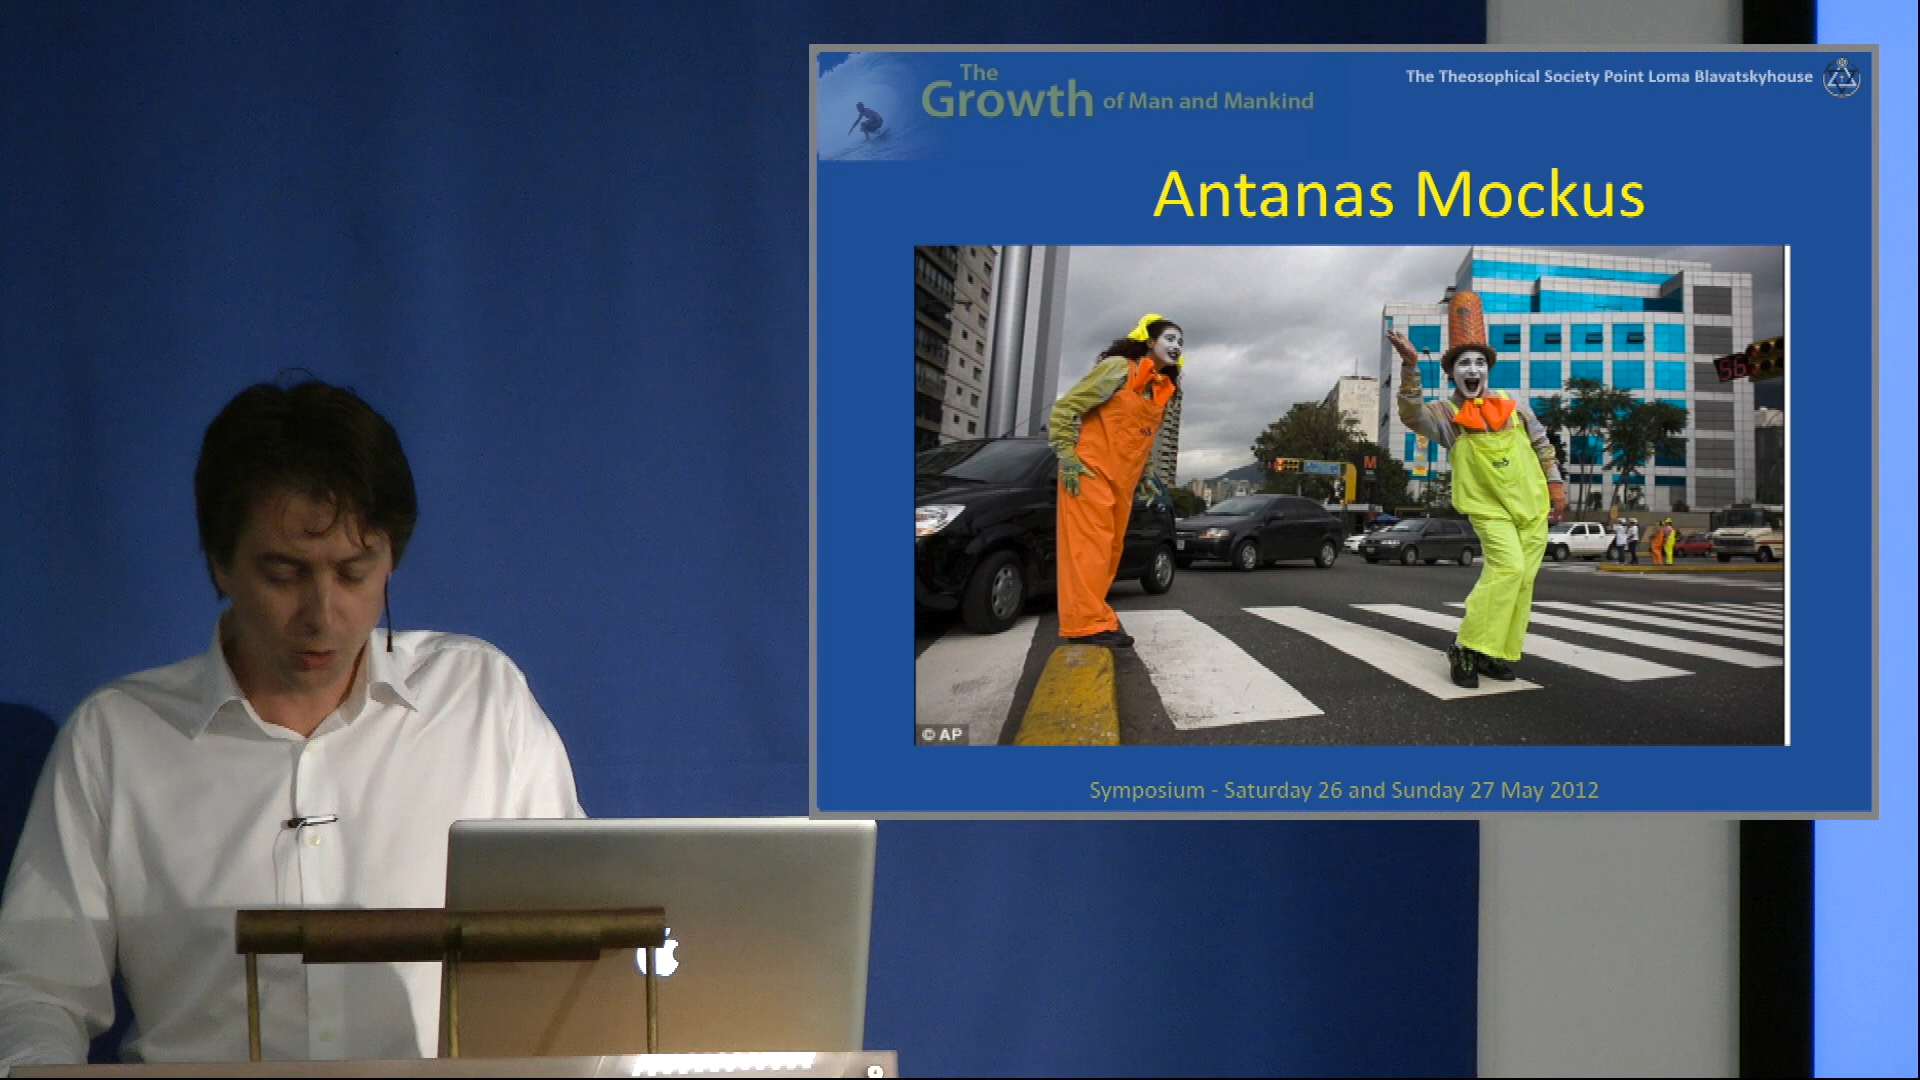 The
Growth of Man and Mankind
The Theosophical Society Point Loma Blavatskyhouse
Antanas Mockus
56
M
© AP
Symposium - Saturday 26 and Sunday 27 May 2012